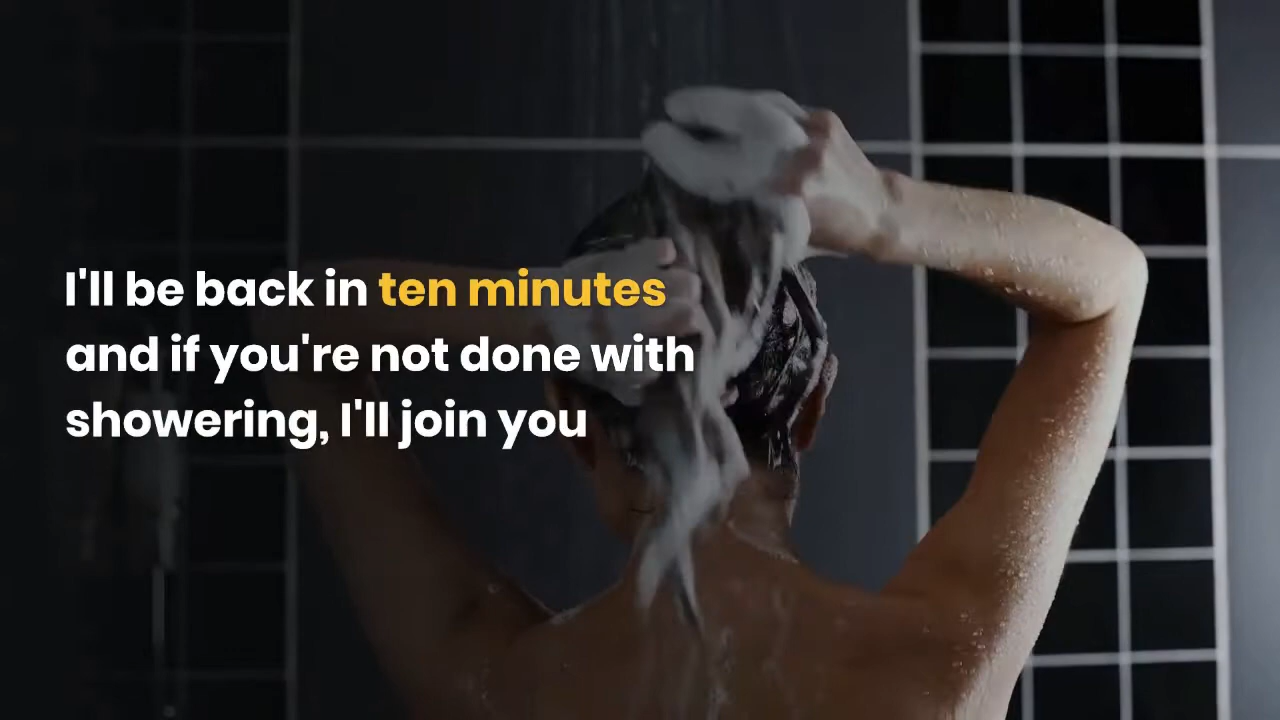 I'll be back in ten minutes
and if you're not done with
showering, I'll join you